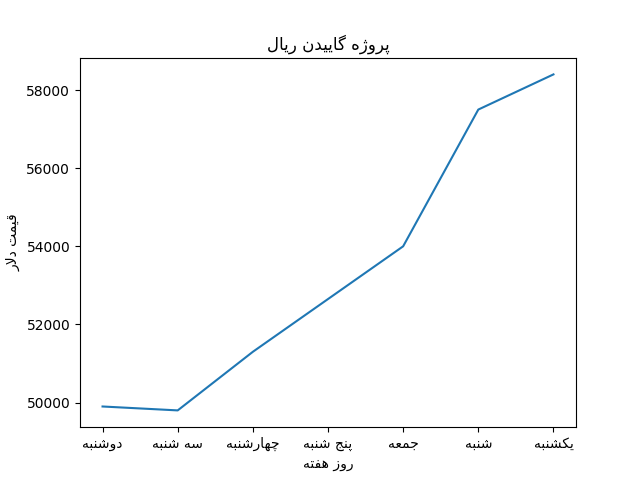 پروژه گاییدن ریال
58000
56000
54000
52000
50000
قیمت دلار
دوشنبه
سه شنبه
چهارشنبه
پنج شنبه
جمعه
شنبه
یکشنبه
روز هفته